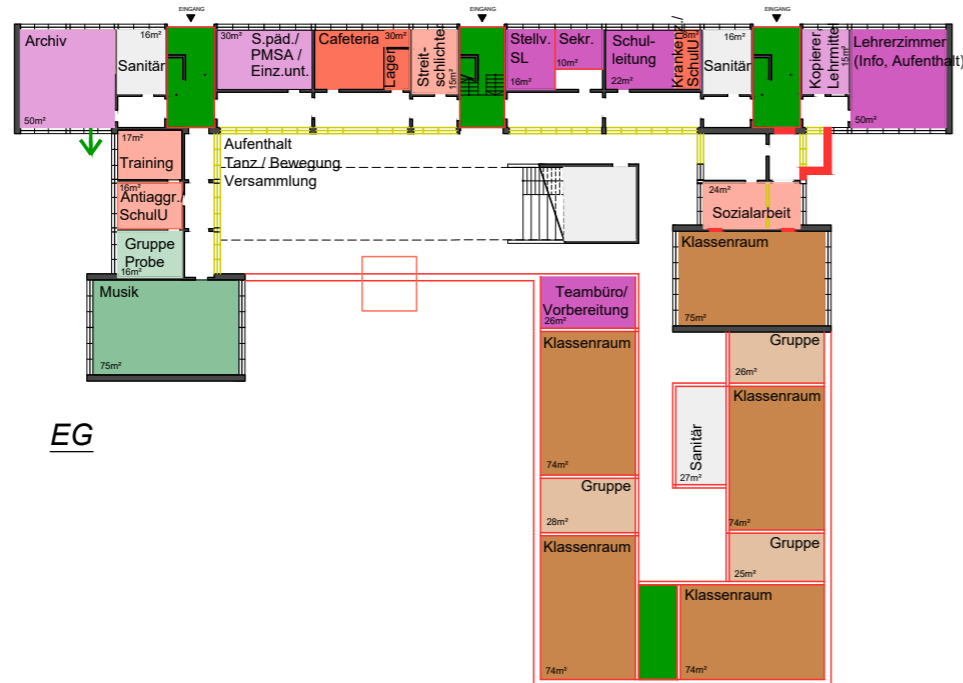 EINGANG
EINGANG
EINGANG
Archiv
50m²
16m²
Sanitär
30m²
S.päd./
PMSA /
Einz.unt.
Cafeteria
30m²
Lager
Streit-
schlichter
15m²
Stellv.
SL
16m²
Sekr.
10m²
Schul-
leitung
22m²
Kranken./
SchulU
8m²
16m²
Sanitär
Kopierer,
Lehrmittel
15m²
Lehrerzimmer
(Info, Aufenthalt)
50m²
17m²
Training
Aufenthalt
Tanz / Bewegung
Versammlung
16m²
Antiaggr./
SchulU
Gruppe
Probe
16m²
24m²
Sozialarbeit
Klassenraum
75m²
Musik
75m²
Teambüro/
Vorbereitung
26m²
Klassenraum
74m²
Gruppe
26m²
Klassenraum
74m²
Sanitär
27m²
EG
Gruppe
28m²
Klassenraum
74m²
Gruppe
25m²
Klassenraum
74m²